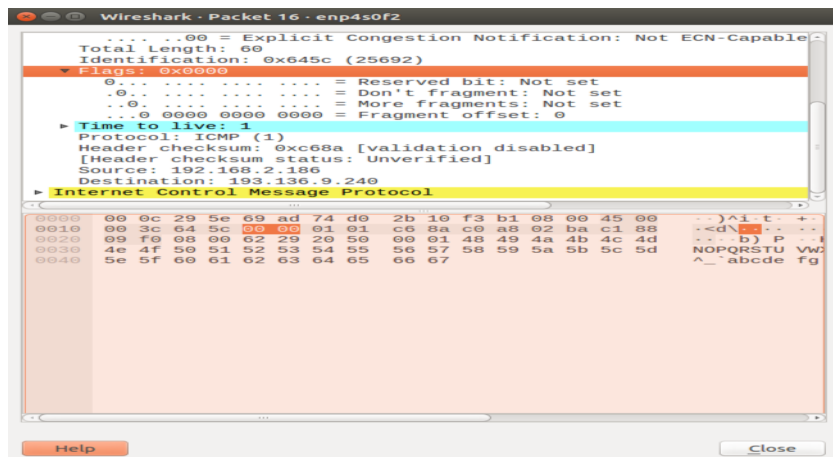 Wireshark · Packet 16 · enp4s0f2
.... ..00 = Explicit Congestion Notification: Not ECN-Capable
Total Length: 60
Identification: 0x645c (25692)
▼ Flags: 0x0000
0... .... .... .... = Reserved bit: Not set
.0.. .... .... .... = Don't fragment: Not set
..0. .... .... .... = More fragments: Not set
...0 0000 0000 0000 = Fragment offset: 0
► Time to live: 1
Protocol: ICMP (1)
Header checksum: 0xc68a [validation disabled]
[Header checksum status: Unverified]
Source: 192.168.2.186
Destination: 193.136.9.240
► Internet Control Message Protocol
0000 00 0c 29 5e 69 ad 74 d0 2b 10 f3 b1 08 00 45 00 ··)^i·t· +·
0010 00 3c 64 5c 00 00 01 01 c6 8a c0 a8 02 ba c1 88 ·<d\···· ··
0020 09 f0 08 00 62 29 20 50 00 01 48 49 4a 4b 4c 4d ····b) P ··H
0030 4e 4f 50 51 52 53 54 55 56 57 58 59 5a 5b 5c 5d NOPQRSTU VWX
0040 5e 5f 60 61 62 63 64 65 66 67 ^_`abcde fg
Help
Close